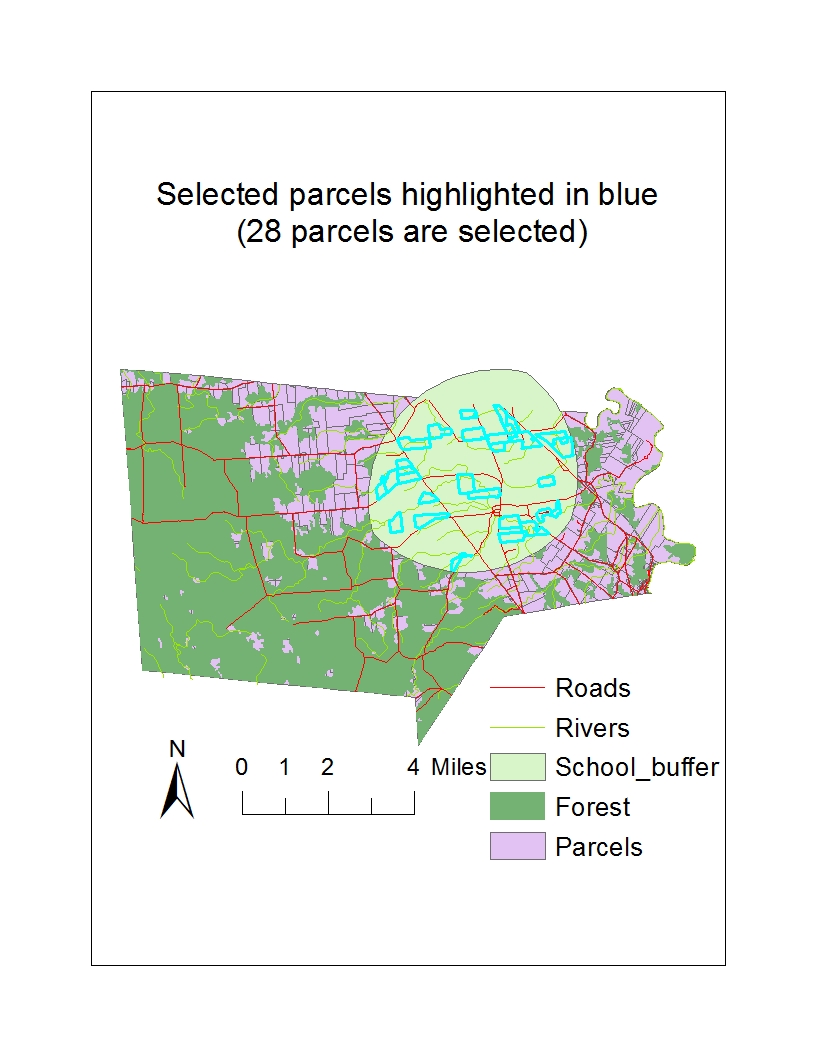 Selected parcels highlighted in blue
(28 parcels are selected)
Roads
Rivers
School_buffer
Forest
Parcels
N
0 1 2 4 Miles